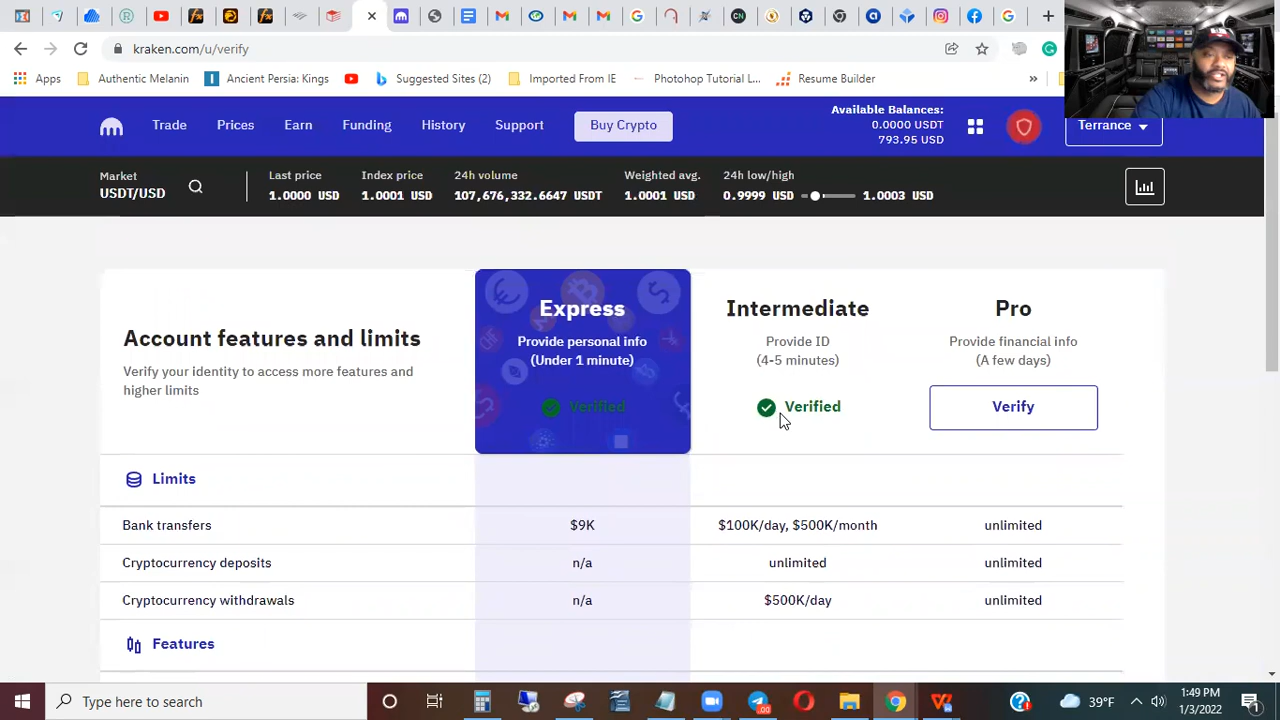 kraken.com/u/verify
Apps
Authentic Melanin
Ancient Persia: Kings
Suggested Sites (2)
Imported From IE
Photohop Tutorial L...
Resume Builder
»
Trade
Prices
Earn
Funding
History
Support
Buy Crypto
Available Balances:
0.0000 USDT
793.95 USD
Terrance
Market
USDT/USD
Last price
1.0000 USD
Index price
1.0001 USD
24h volume
107,676,332.6647 USDT
Weighted avg.
1.0001 USD
24h low/high
0.9999 USD
1.0003 USD
Account features and limits
Verify your identity to access more features and
higher limits
Express
Provide personal info
(Under 1 minute)
Verified
Intermediate
Provide ID
(4-5 minutes)
Verified
Pro
Provide financial info
(A few days)
Verify
Limits
Bank transfers $9K $100K/day, $500K/month unlimited
Cryptocurrency deposits n/a unlimited unlimited
Cryptocurrency withdrawals n/a $500K/day unlimited
Features
Type here to search
39°F
1:49 PM
1/3/2022